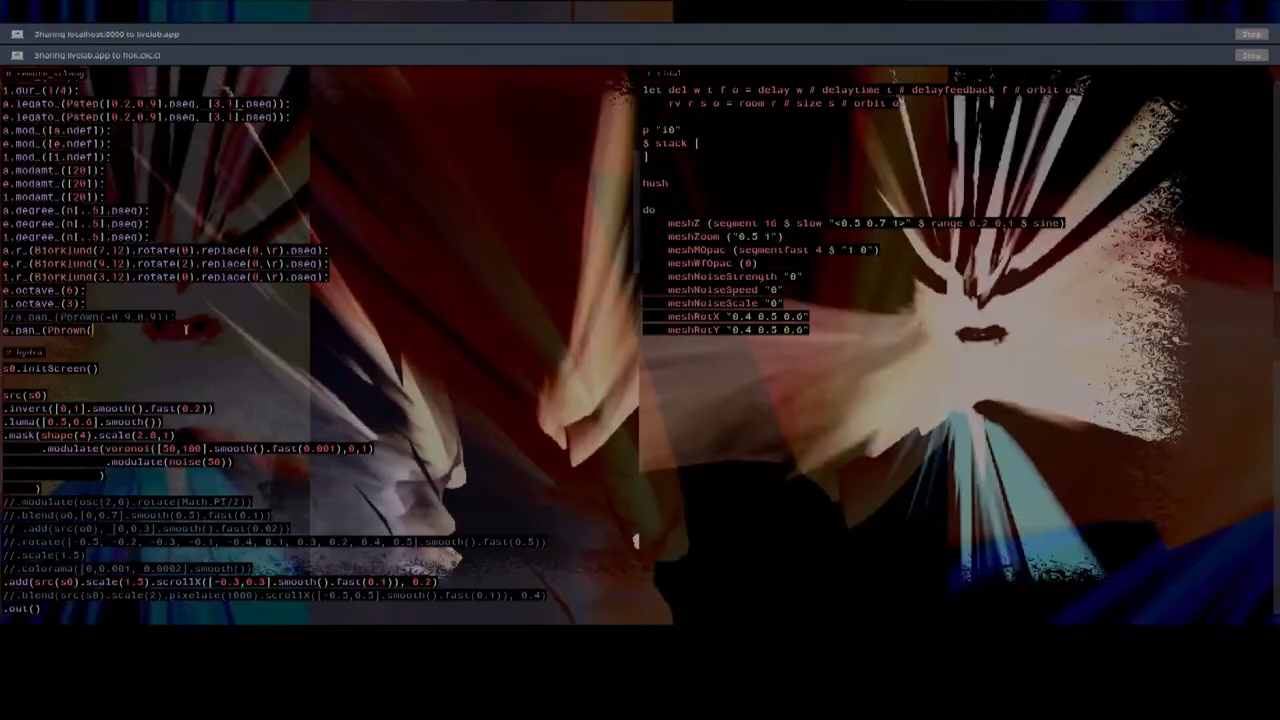 Sharing localhost:8000 to livelab.app
Stop
Sharing livelab.app to flok.clic.cf
Stop
i.dur_(1/4);
a.legato_(Pstep([0.2,0.9].pseq, [3,1].pseq));
e.legato_(Pstep([0.2,0.9].pseq, [3,1].pseq));
a.mod_([a.ndef]);
e.mod_([e.ndef]);
i.mod_([i.ndef]);
a.modamt_([20]);
e.modamt_([20]);
i.modamt_([20]);
a.degree_(n[..5].pseq);
e.degree_(n[..5].pseq);
i.degree_(n[..5].pseq);
a.r_(Bjorklund(7,12).rotate(0).replace(0,\r).pseq);
e.r_(Bjorklund(9,12).rotate(2).replace(0,\r).pseq);
i.r_(Bjorklund(3,12).rotate(0).replace(0,\r).pseq);
e.octave_(6);
i.octave_(3);
//a.pan_(Pbrown(-0.9,0.9));
e.pan_(Pbrown(
2 hydra
s0.initScreen()
src(s0)
.invert([0,1].smooth().fast(0.2))
.luma([0.5,0.6].smooth())
.mask(shape(4).scale(2.8,1)
.modulate(voronoi([50,100].smooth().fast(0.001),0,1)
.modulate(noise(50))
)
)
//.modulate(osc(2,0).rotate(Math.PI/2))
//.blend(o0,[0,0.7].smooth(0.5).fast(0.1))
// .add(src(o0), [0,0.3].smooth().fast(0.02))
//.rotate([-0.5, -0.2, -0.3, -0.1, -0.4, 0.1, 0.3, 0.2, 0.4, 0.5].smooth().fast(0.5))
//.scale(1.5)
//.colorama([0,0.001, 0.0002].smooth())
.add(src(s0).scale(1.5).scrollX([-0.3,0.3].smooth().fast(0.1)), 0.2)
//.blend(src(s0).scale(2).pixelate(1000).scrollX([-0.5,0.5].smooth().fast(0.1)), 0.4)
.out()
1 tidal
let del w t f o = delay w # delaytime t # delayfeedback f # orbit o
rv r s o = room r # size s # orbit o
p "10"
$ stack [
]
hush
do
meshZ (segment 16 $ slow "<0.5 0.7 1>" $ range 0.2 0.1 $ sine)
meshZoom ("0.5 1")
meshMOpac (segmentfast 4 $ "1 0")
meshWfOpac (0)
meshNoiseStrength "0"
meshNoiseSpeed "0"
meshNoiseScale "0"
meshRotX "0.4 0.5 0.6"
meshRotY "0.4 0.5 0.6"